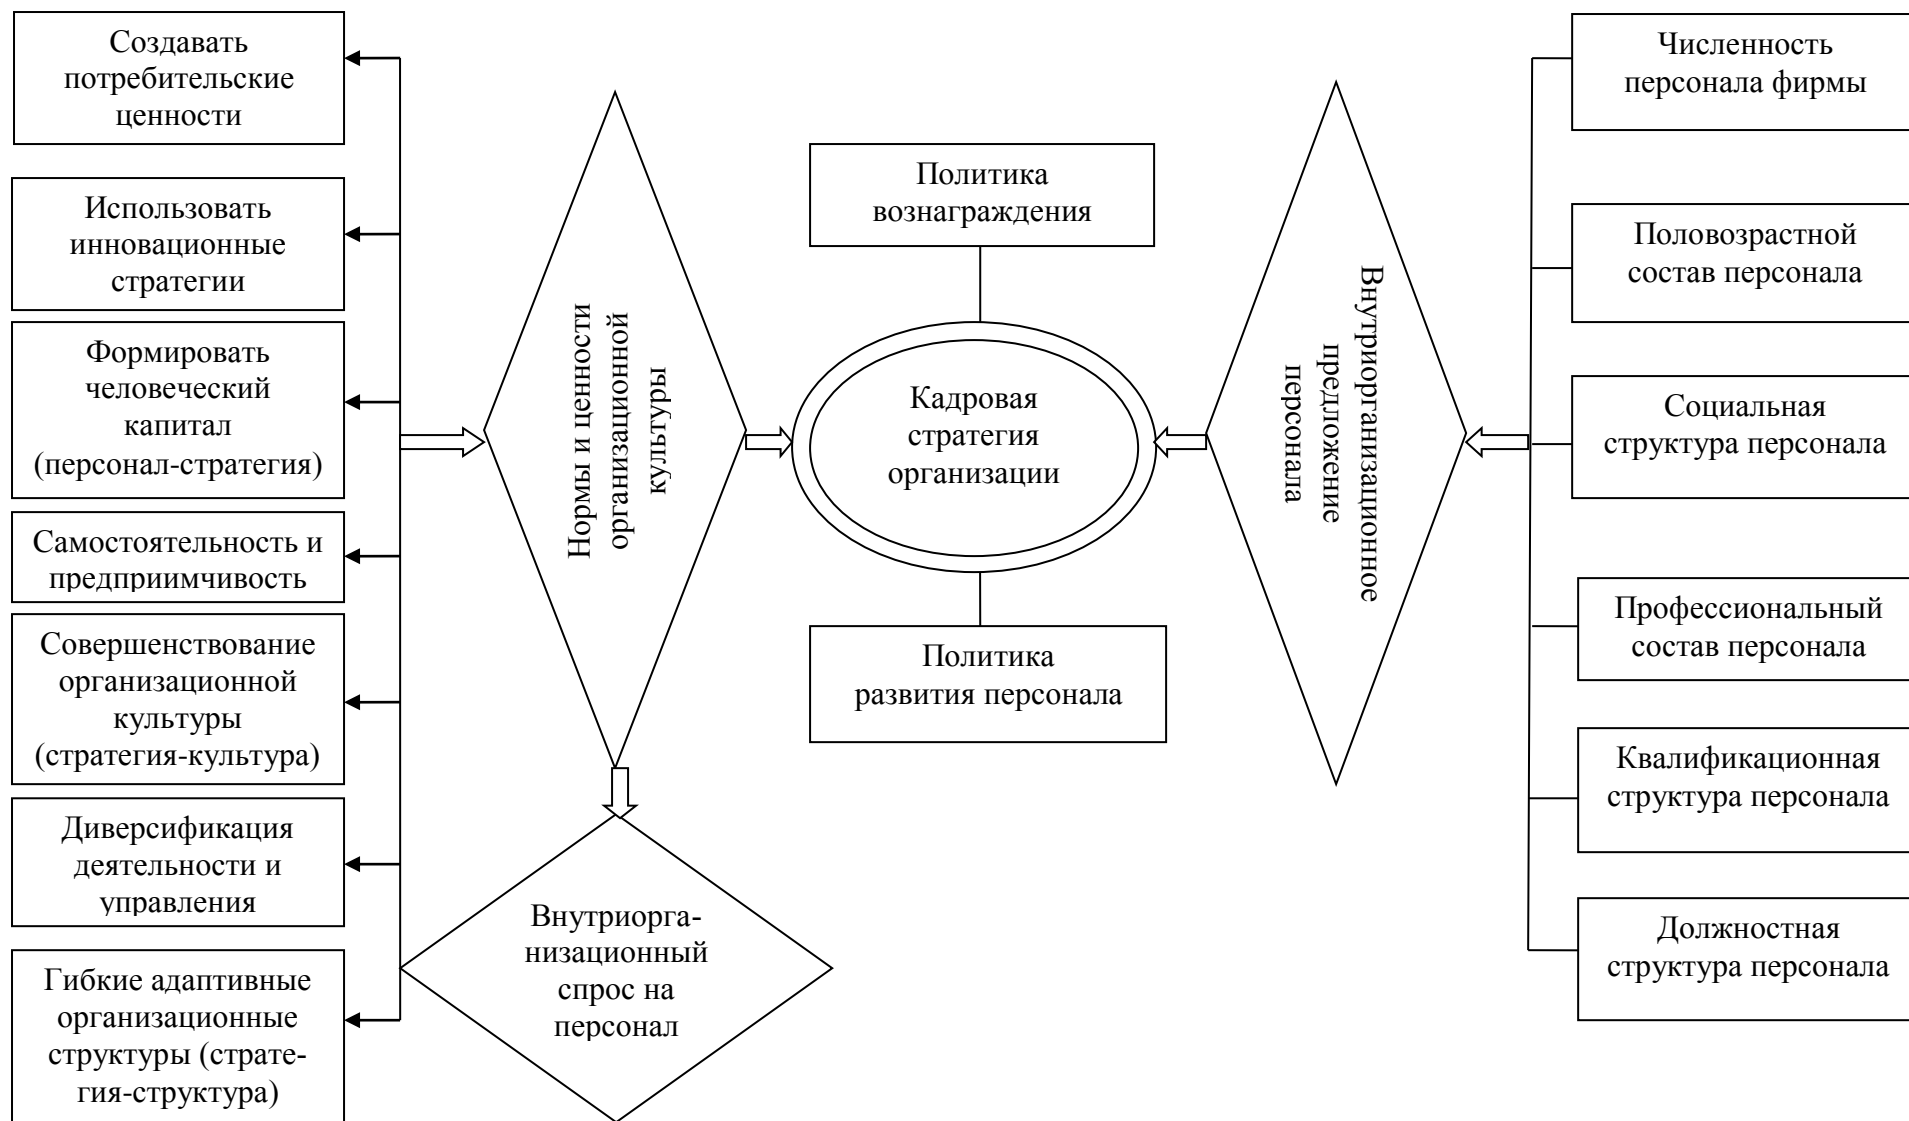 Создавать
потребительские
ценности
Использовать
инновационные
стратегии
Формировать
человеческий
капитал
(персонал-стратегия)
Самостоятельность и
предприимчивость
Совершенствование
организационной
культуры
(стратегия-культура)
Диверсификация
деятельности и
управления
Гибкие адаптивные
организационные
структуры (страте-
гия-структура)
Нормы и ценности
организационной
культуры
Внутриорга-
низационный
спрос на
персонал
Политика
вознаграждения
Кадровая
стратегия
организации
Политика
развития персонала
Внутриорганизационное
предложение
персонала
Численность
персонала фирмы
Половозрастной
состав персонала
Социальная
структура персонала
Профессиональный
состав персонала
Квалификационная
структура персонала
Должностная
структура персонала